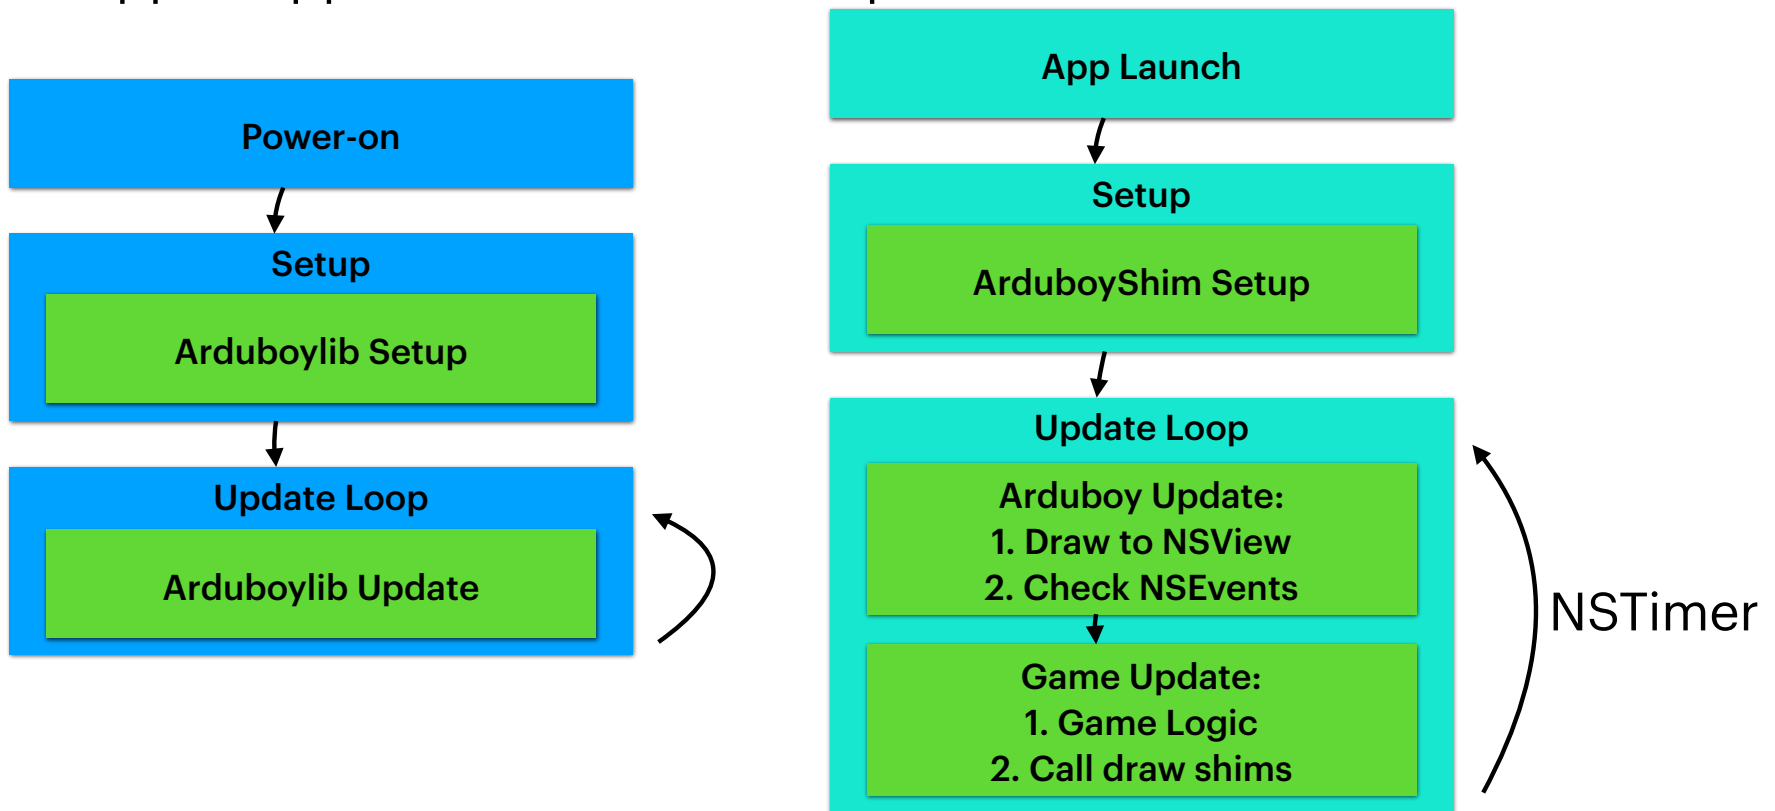 Power-on
Setup
Arduboylib Setup
Update Loop
Arduboylib Update
App Launch
Setup
ArduboyShim Setup
Update Loop
Arduboy Update:
1. Draw to NSView
2. Check NSEvents
Game Update:
1. Game Logic
2. Call draw shims
NSTimer